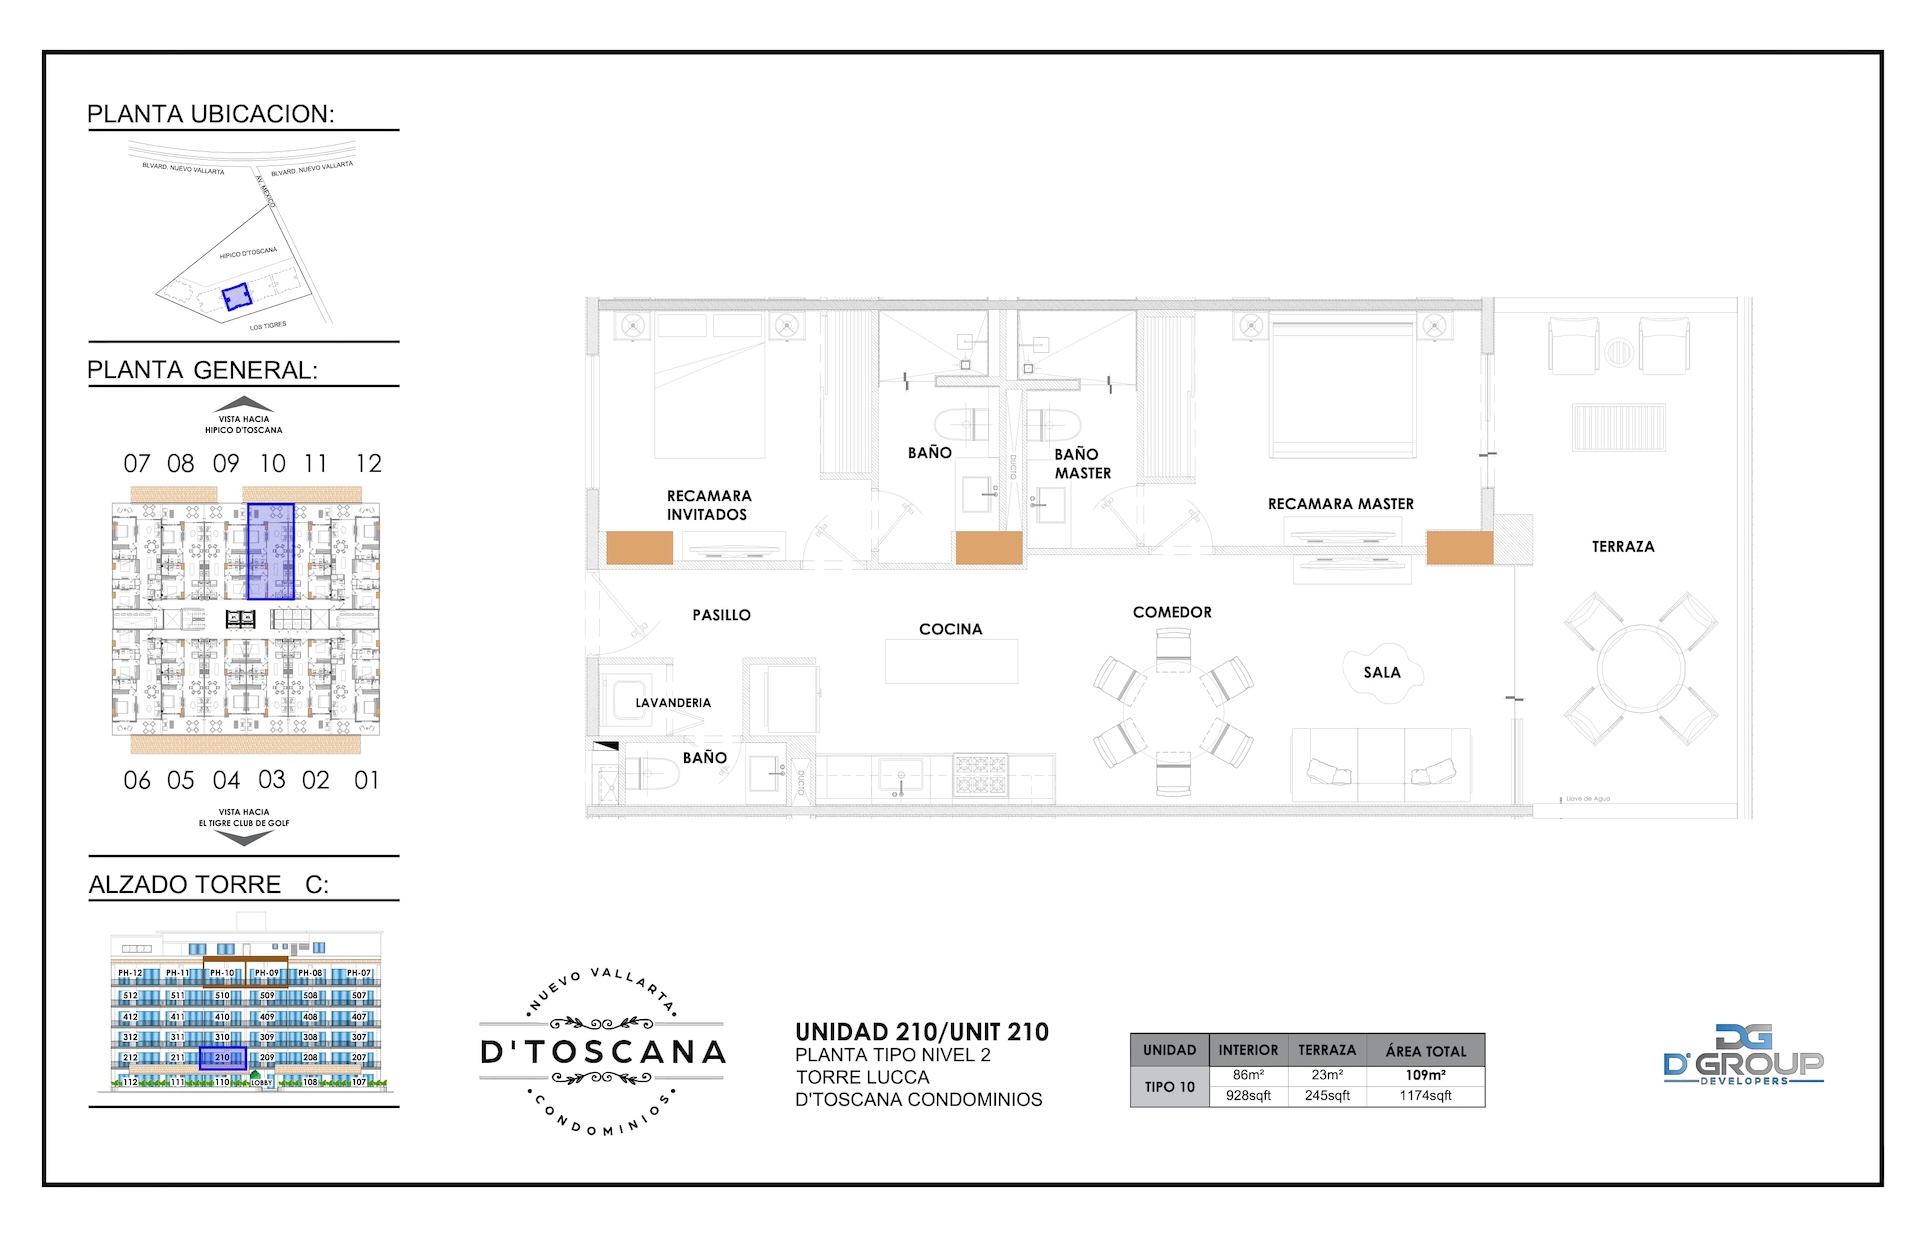 PLANTA UBICACION:
BLVARD. NUEVO VALLARTA
BLVARD. NUEVO VALLARTA
AV. MEXICO
HIPICO D'TOSCANA
LOS TIGRES
PLANTA GENERAL:
VISTA HACIA
HIPICO D'TOSCANA
07 08 09 10 11 12
06 05 04 03 02 01
VISTA HACIA
EL TIGRE CLUB DE GOLF
ALZADO TORRE C:
PH-12 PH-11 PH-10 PH-09 PH-08 PH-07
512 511 510 509 508 507
412 411 410 409 408 407
312 311 310 309 308 307
212 211 210 209 208 207
112 111 110 LOBBY 108 107
RECAMARA
INVITADOS
BAÑO
DUCTO
BAÑO
MASTER
RECAMARA MASTER
TERRAZA
PASILLO
COCINA
COMEDOR
SALA
LAVANDERIA
BAÑO
DUCTO
Llave de Agua
NUEVO VALLARTA
D'TOSCANA
CONDOMINIOS
UNIDAD 210/UNIT 210
PLANTA TIPO NIVEL 2
TORRE LUCCA
D'TOSCANA CONDOMINIOS
UNIDAD INTERIOR TERRAZA ÁREA TOTAL
TIPO 10
86m² 23m² 109m²
928sqft 245sqft 1174sqft
DG
D'GROUP
DEVELOPERS